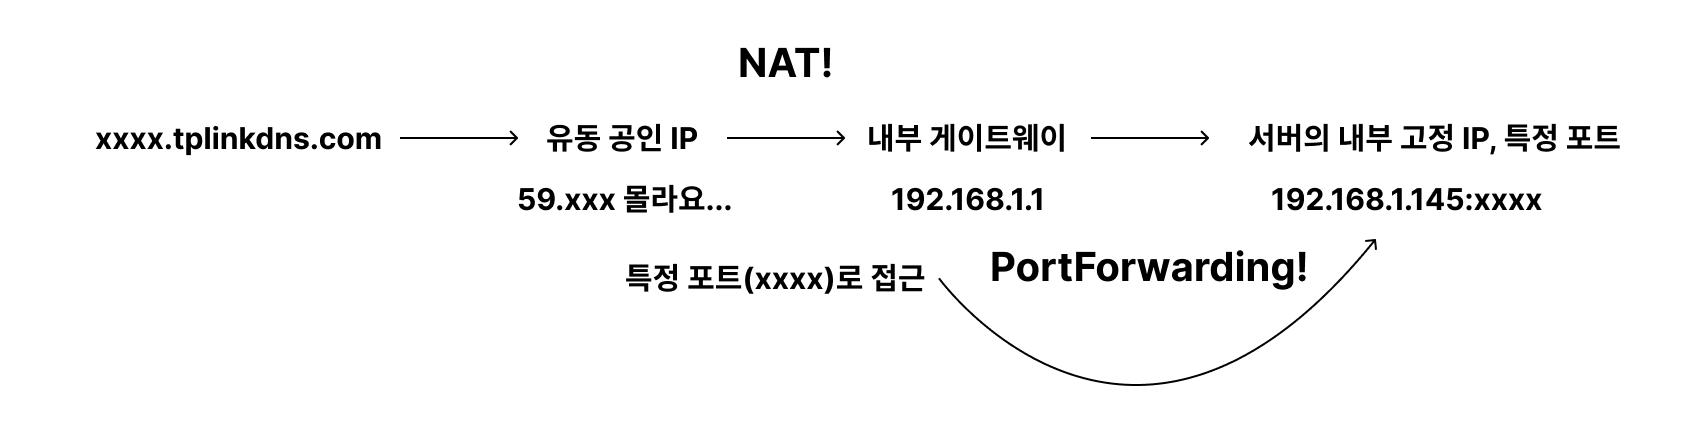 NAT!
xxxx.tplinkdns.com 유동 공인 IP 내부 게이트웨이 서버의 내부 고정 IP, 특정 포트
59.xxx 몰라요... 192.168.1.1 192.168.1.145:xxxx
특정 포트(xxxx)로 접근 PortForwarding!